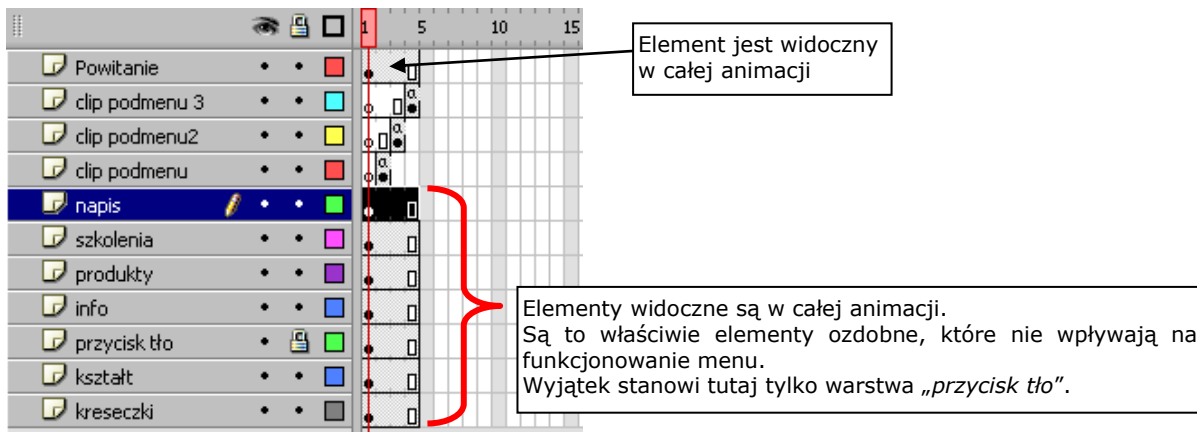 1 5 10 15
Element jest widoczny
w całej animacji
Powitanie
clip podmenu 3
a
clip podmenu2
a
clip podmenu
a
napis
szkolenia
produkty
info
przycisk tło
kształt
kreseczki
Elementy widoczne są w całej animacji.
Są to właściwie elementy ozdobne, które nie wpływają na
funkcjonowanie menu.
Wyjątek stanowi tutaj tylko warstwa „przycisk tło”.